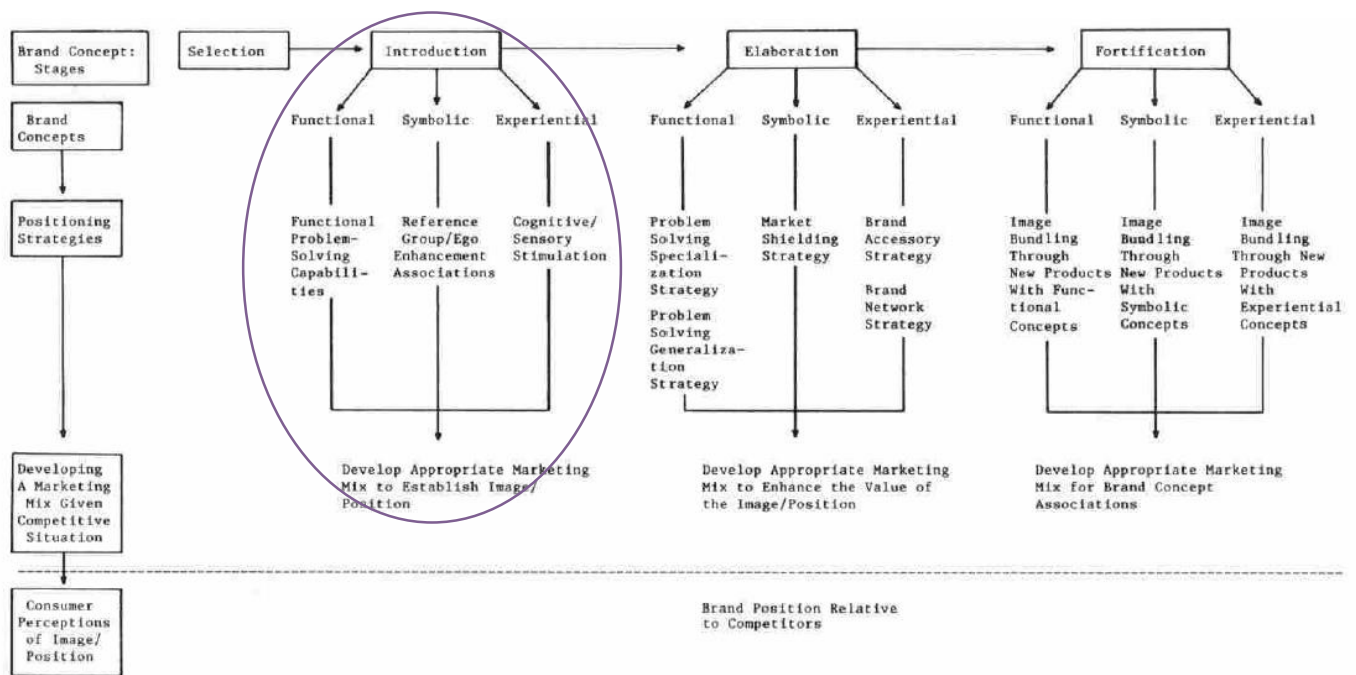 Brand Concept:
Stages
Selection
Introduction
Elaboration
Fortification
Brand
Concepts
Functional
Symbolic
Experiential
Functional
Symbolic
Experiential
Functional
Symbolic
Experiential
Positioning
Strategies
Functional
Problem-
Solving
Capabili-
ties
Reference
Group/Ego
Enhancement
Associations
Cognitive/
Sensory
Stimulation
Problem
Solving
Speciali-
zation
Strategy
Problem
Solving
Generaliza-
tion
Strategy
Market
Shielding
Strategy
Brand
Accessory
Strategy
Brand
Network
Strategy
Image
Bundling
Through
New Products
With Func-
tional
Concepts
Image
Bundling
Through
New Products
With
Symbolic
Concepts
Image
Bundling
Through New
Products
With
Experiential
Concepts
Developing
A Marketing
Mix Given
Competitive
Situation
Develop Appropriate Marketing
Mix to Establish Image/
Position
Develop Appropriate Marketing
Mix to Enhance the Value of
the Image/Position
Develop Appropriate Marketing
Mix for Brand Concept
Associations
Consumer
Perceptions
of Image/
Position
Brand Position Relative
to Competitors